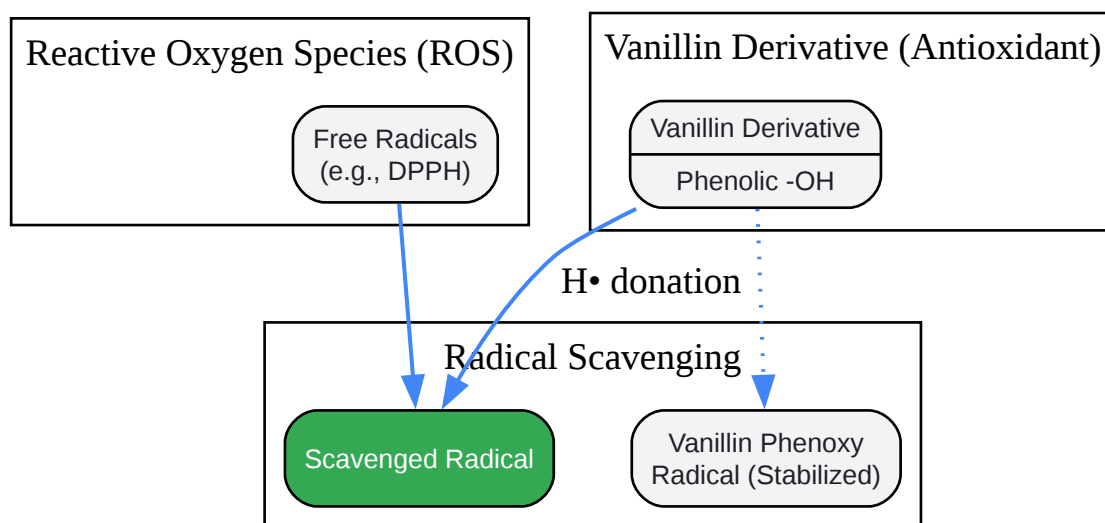 Reactive Oxygen Species (ROS)
Free Radicals
(e.g., DPPH)
Vanillin Derivative (Antioxidant)
Vanillin Derivative
Phenolic -OH
H• donation
Radical Scavenging
Scavenged Radical
Vanillin Phenoxy
Radical (Stabilized)